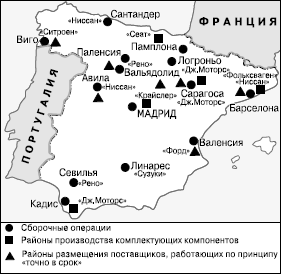 Сантандер
«Ниссан»
ФРАНЦИЯ
«Ситроен»
Виго
«Сеат»
Памплона
Паленсия
«Рено»
Логроньо
Вальядолид
«Дж,Моторс»
«Фольксваген»
Авила
«Ниссан»
«Ниссан»
Сарагоса
«Дж,Моторс»
«Крайслер»
Барселона
МАДРИД
ПОРТУГАЛИЯ
Валенсия
«Форд»
Линарес
«Сузуки»
Севилья
«Рено»
Кадис
«Дж,Моторс»
Сборочные операции
Районы производства комплектующих компонентов
Районы размещения поставщиков, работающих по принципу
«точно в срок»